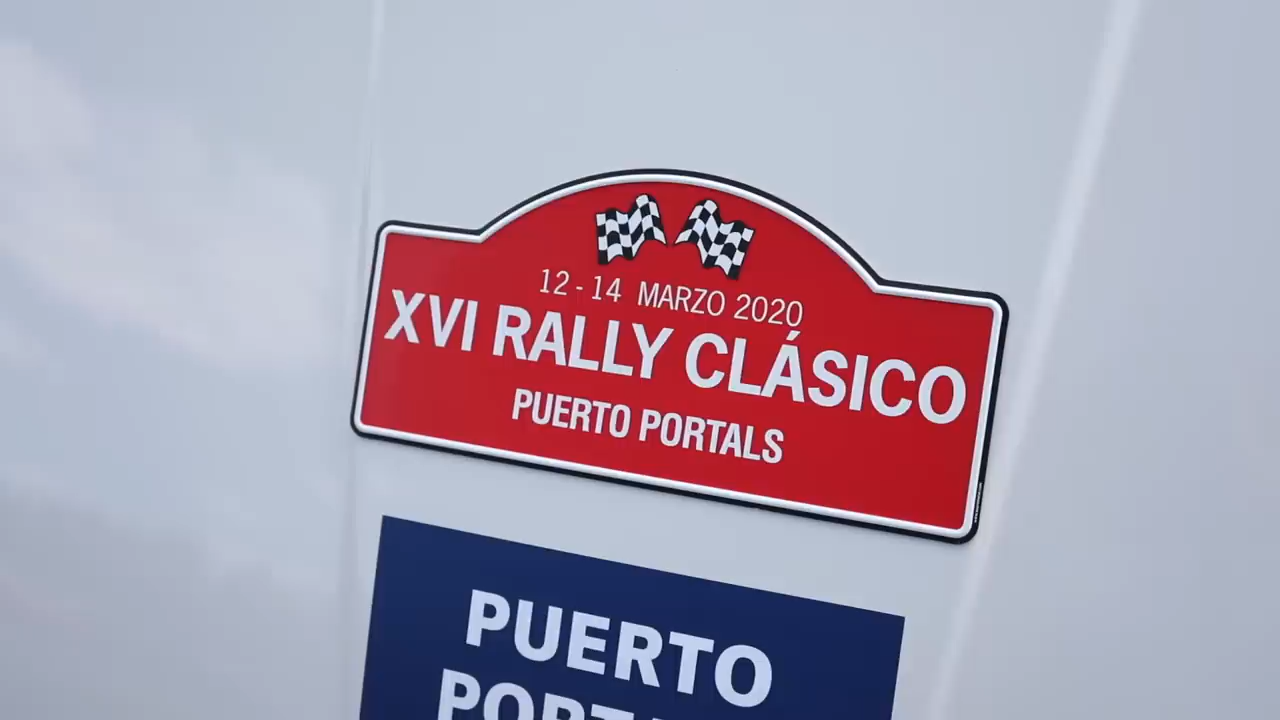 12 - 14 MARZO 2020
XVI RALLY CLÁSICO
PUERTO PORTALS
PUERTO